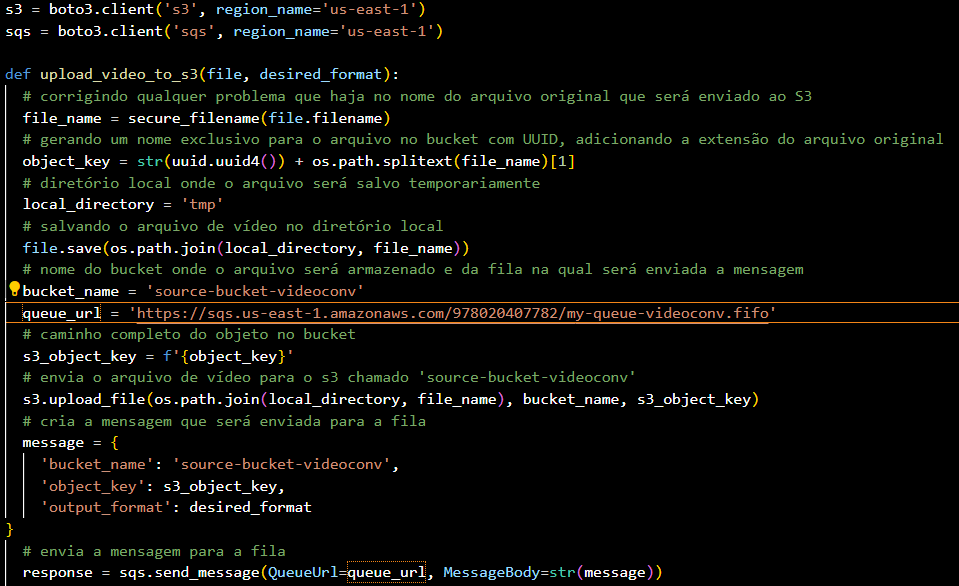 s3 = boto3.client('s3', region_name='us-east-1')
sqs = boto3.client('sqs', region_name='us-east-1')
def upload_video_to_s3(file, desired_format):
# corrigindo qualquer problema que haja no nome do arquivo original que será enviado ao S3
file_name = secure_filename(file.filename)
# gerando um nome exclusivo para o arquivo no bucket com UUID, adicionando a extensão do arquivo original
object_key = str(uuid.uuid4()) + os.path.splitext(file_name)[1]
# diretório local onde o arquivo será salvo temporariamente
local_directory = 'tmp'
# salvando o arquivo de vídeo no diretório local
file.save(os.path.join(local_directory, file_name))
# nome do bucket onde o arquivo será armazenado e da fila na qual será enviada a mensagem
bucket_name = 'source-bucket-videoconv'
queue_url = 'https://sqs.us-east-1.amazonaws.com/978020407782/my-queue-videoconv.fifo'
# caminho completo do objeto no bucket
s3_object_key = f'{object_key}'
# envia o arquivo de vídeo para o s3 chamado 'source-bucket-videoconv'
s3.upload_file(os.path.join(local_directory, file_name), bucket_name, s3_object_key)
# cria a mensagem que será enviada para a fila
message = {
'bucket_name': 'source-bucket-videoconv',
'object_key': s3_object_key,
'output_format': desired_format
}
# envia a mensagem para a fila
response = sqs.send_message(QueueUrl=queue_url, MessageBody=str(message))